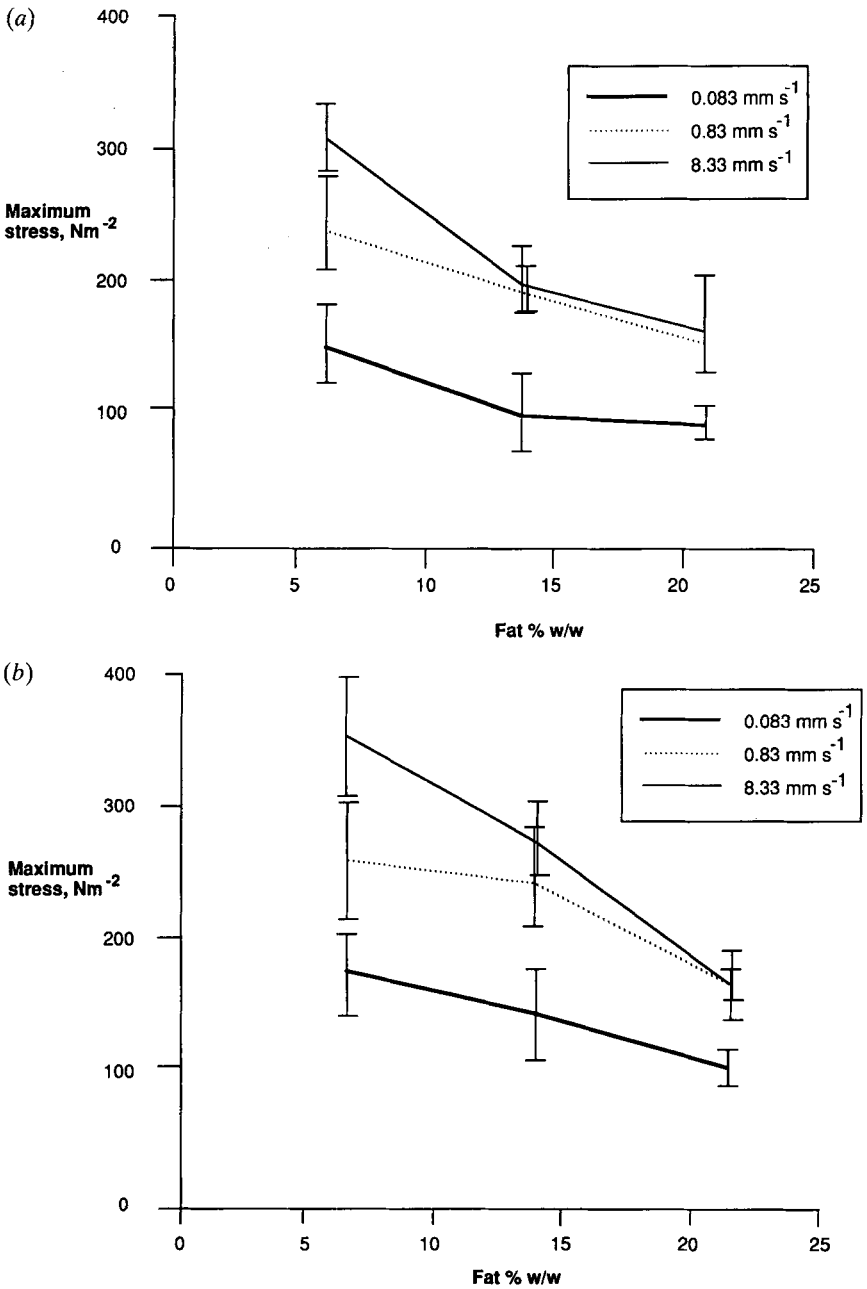 (a)
400
300
200
100
0
Maximum
stress, Nm-2
0.083 mm s-1
0.83 mm s-1
8.33 mm s-1
0 5 10 15 20 25
Fat % w/w
(b)
400
300
200
100
0
Maximum
stress, Nm-2
0.083 mm s-1
0.83 mm s-1
8.33 mm s-1
0 5 10 15 20 25
Fat % w/w